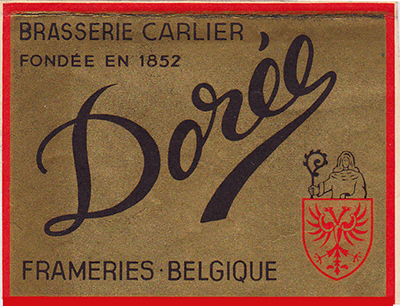 BRASSERIE CARLIER
FONDÉE EN 1852
Dorée
FRAMERIES · BELGIQUE